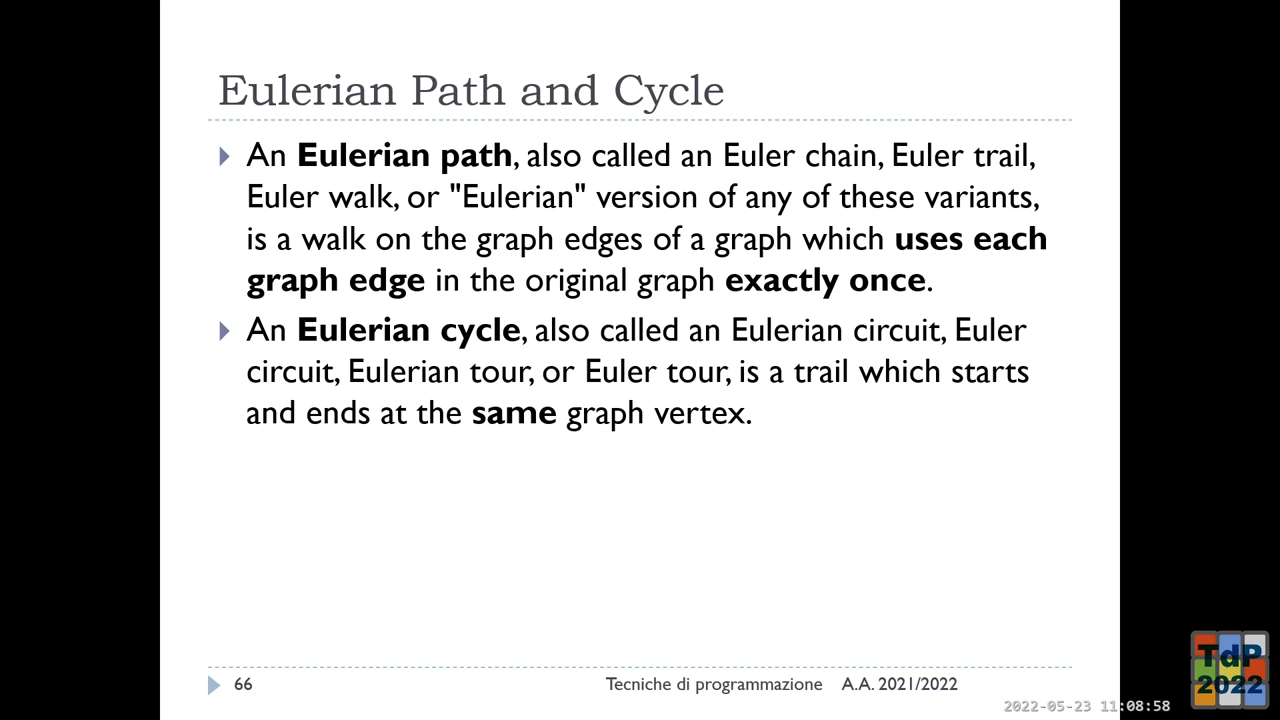 Eulerian Path and Cycle
An Eulerian path, also called an Euler chain, Euler trail,
Euler walk, or "Eulerian" version of any of these variants,
is a walk on the graph edges of a graph which uses each
graph edge in the original graph exactly once.
An Eulerian cycle, also called an Eulerian circuit, Euler
circuit, Eulerian tour, or Euler tour, is a trail which starts
and ends at the same graph vertex.
66
Tecniche di programmazione A.A. 2021/2022
2022-05-23 11:08:58
TdP
2022